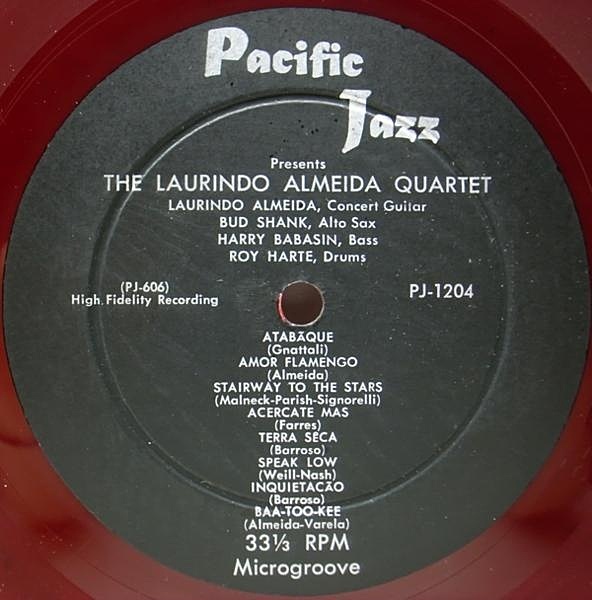 Pacific
Jazz
Presents
THE LAURINDO ALMEIDA QUARTET
LAURINDO ALMEIDA, Concert Guitar
BUD SHANK, Alto Sax
HARRY BABASIN, Bass
ROY HARTE, Drums
(PJ-606)
High Fidelity Recording
PJ-1204
ATABÃQUE
(Gnattali)
AMOR FLAMENGO
(Almeida)
STAIRWAY TO THE STARS
(Malneck-Parish-Signorelli)
ACERCATE MAS
(Farres)
TERRA SÊCA
(Barroso)
SPEAK LOW
(Weill-Nash)
INQUIETAÇÃO
(Barroso)
BAA-TOO-KEE
(Almeida-Varela)
33⅓ RPM
Microgroove